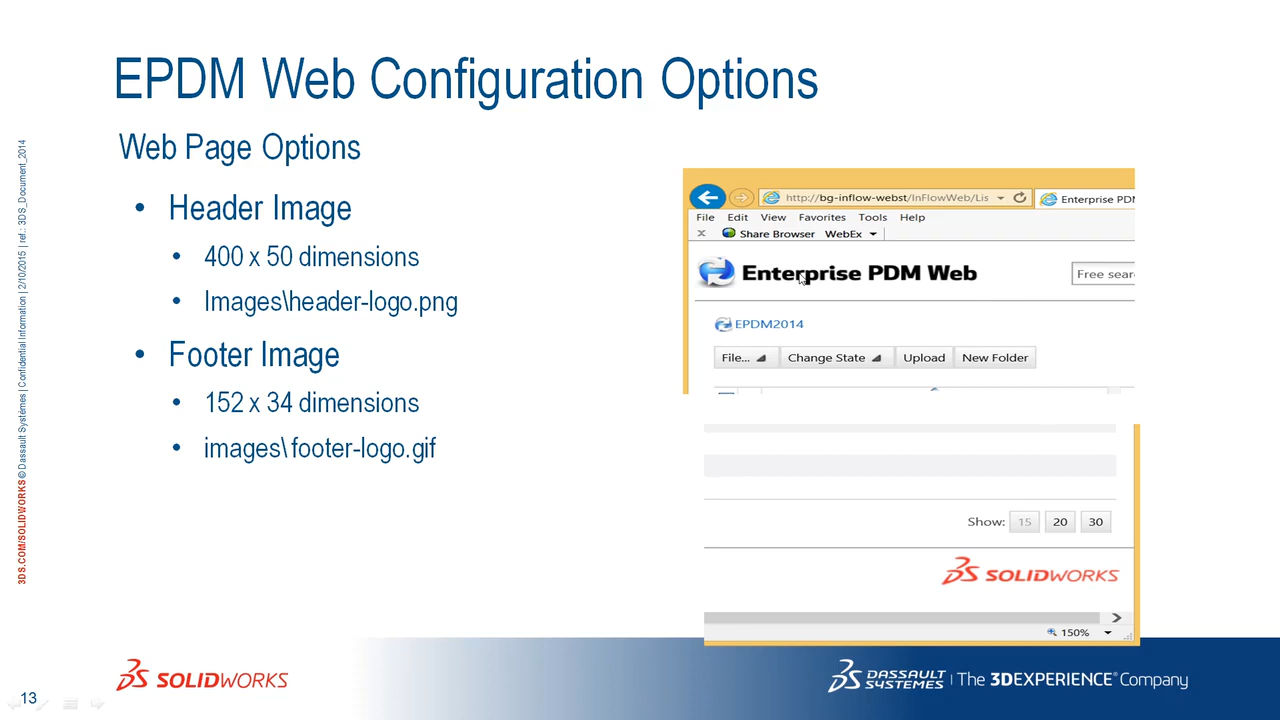 EPDM Web Configuration Options
Web Page Options
• Header Image
• 400 x 50 dimensions
• Images\header-logo.png
• Footer Image
• 152 x 34 dimensions
• images\footer-logo.gif
3DS.COM/SOLIDWORKS © Dassault Systèmes | Confidential Information | 2/10/2015 | ref.: 3DS_Document_2014
http://bg-inflow-webst/InFlowWeb/Lis
Enterprise PDM
File Edit View Favorites Tools Help
x Share Browser WebEx
Enterprise PDM Web
Free sear
EPDM2014
File... Change State Upload New Folder
Show: 15 20 30
SOLIDWORKS
150%
SOLIDWORKS
DASSAULT SYSTEMES | The 3DEXPERIENCE® Company
13